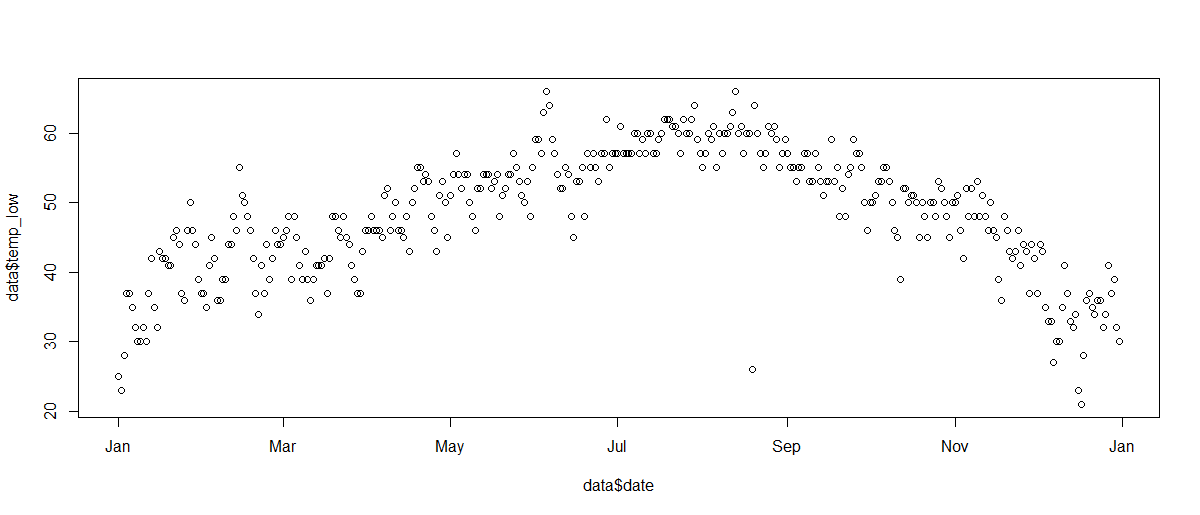 data$temp_low
60
50
40
30
20
Jan
Mar
May
Jul
Sep
Nov
Jan
data$date